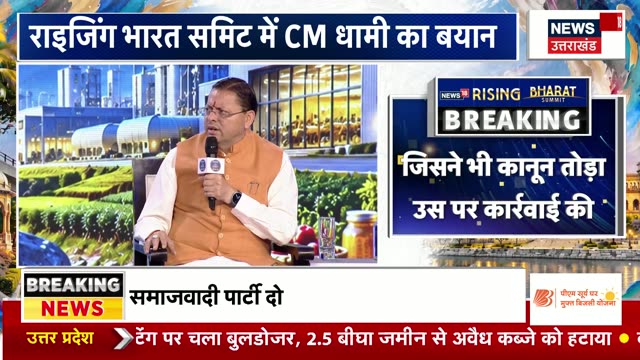 राइजिंग भारत समिट में CM धामी का बयान
NEWS 18
उत्तराखंड
NEWS 18 RISING BHARAT
SUMMIT
BREAKING
जिसने भी कानून तोड़ा
उस पर कार्रवाई की
BREAKING
NEWS
समाजवादी पार्टी दो
पीएम सूर्य घर
मुफ़्त बिजली योजना
उत्तर प्रदेश
टिंग पर चला बुलडोजर, 2.5 बीघा जमीन से अवैध कब्जे को हटाया